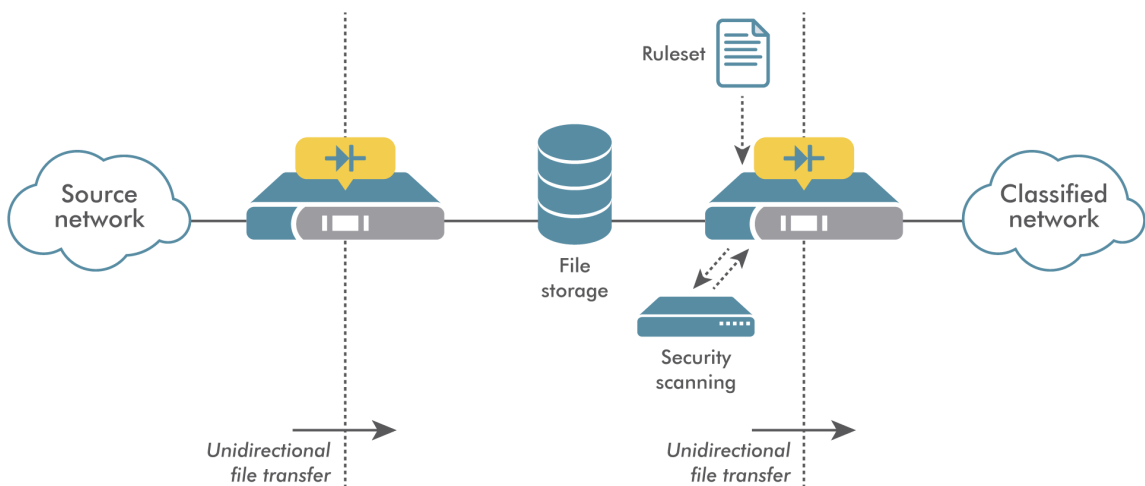 Ruleset
Source
network
Classified
network
File
storage
Security
scanning
Unidirectional
file transfer
Unidirectional
file transfer